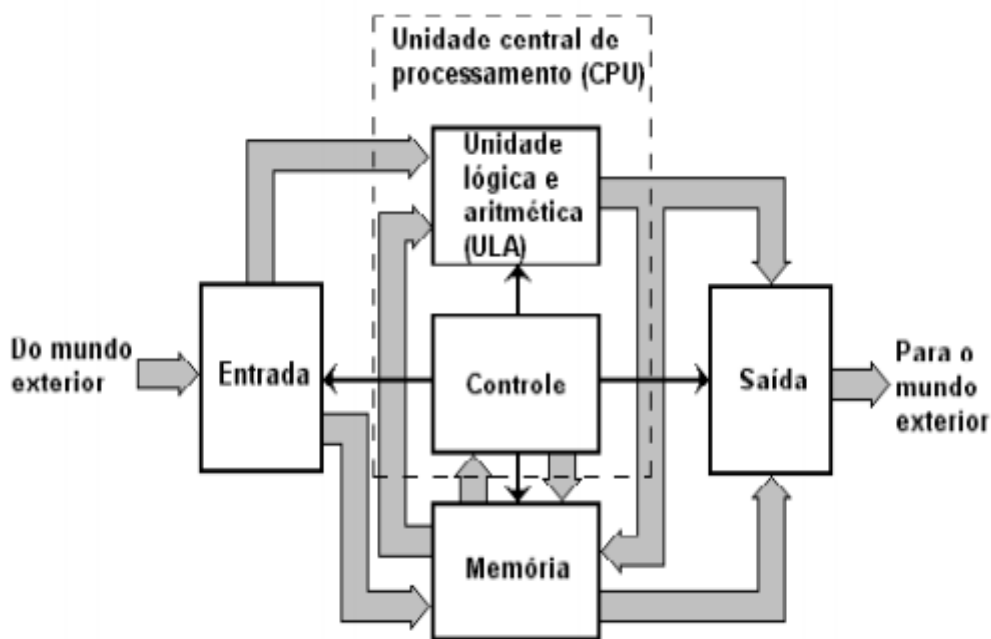 Unidade central de
processamento (CPU)
Unidade
lógica e
aritmética
(ULA)
Do mundo
exterior
Entrada
Controle
Saída
Para o
mundo
exterior
Memória